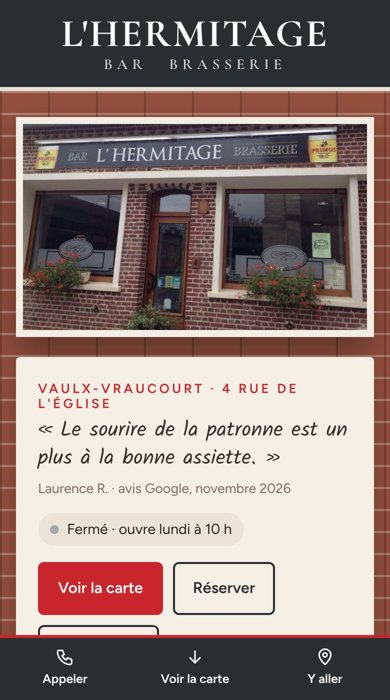 L'HERMITAGE
BAR BRASSERIE
PRIMUS
BAR L'HERMITAGE BRASSERIE
PRIMUS
VAULX-VRAUCOURT · 4 RUE DE
L'ÉGLISE
« Le sourire de la patronne est un
plus à la bonne assiette. »
Laurence R. · avis Google, novembre 2026
Fermé · ouvre lundi à 10 h
Voir la carte
Réserver
Appeler
Voir la carte
Y aller